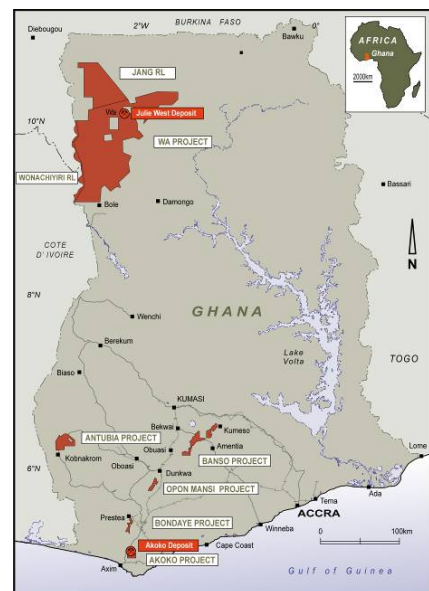 Diebougou
2°W
BURKINA FASO
0°
Bawku
AFRICA
Ghana
2000km
JANG RL
Wa
Julie West Deposit
10°N
WA PROJECT
WONACHIYIRI RL
Bassari
Bole
Damongo
COTE
D'IVOIRE
N
8°N
GHANA
Wenchi
Berekum
Lake
Volta
TOGO
Biaso
KUMASI
Bekwai
Kumeso
ANTUBIA PROJECT
Obuasi
Amentia
Lome
Kobnakrom
Oboasi
BANSO PROJECT
6°N
Dunkwa
OPON MANSI PROJECT
Ada
Tema
Prestea
ACCRA
BONDAYE PROJECT
Winneba
0
100km
Akoko Deposit
Cape Coast
Axim
AKOKO PROJECT
Gulf of Guinea